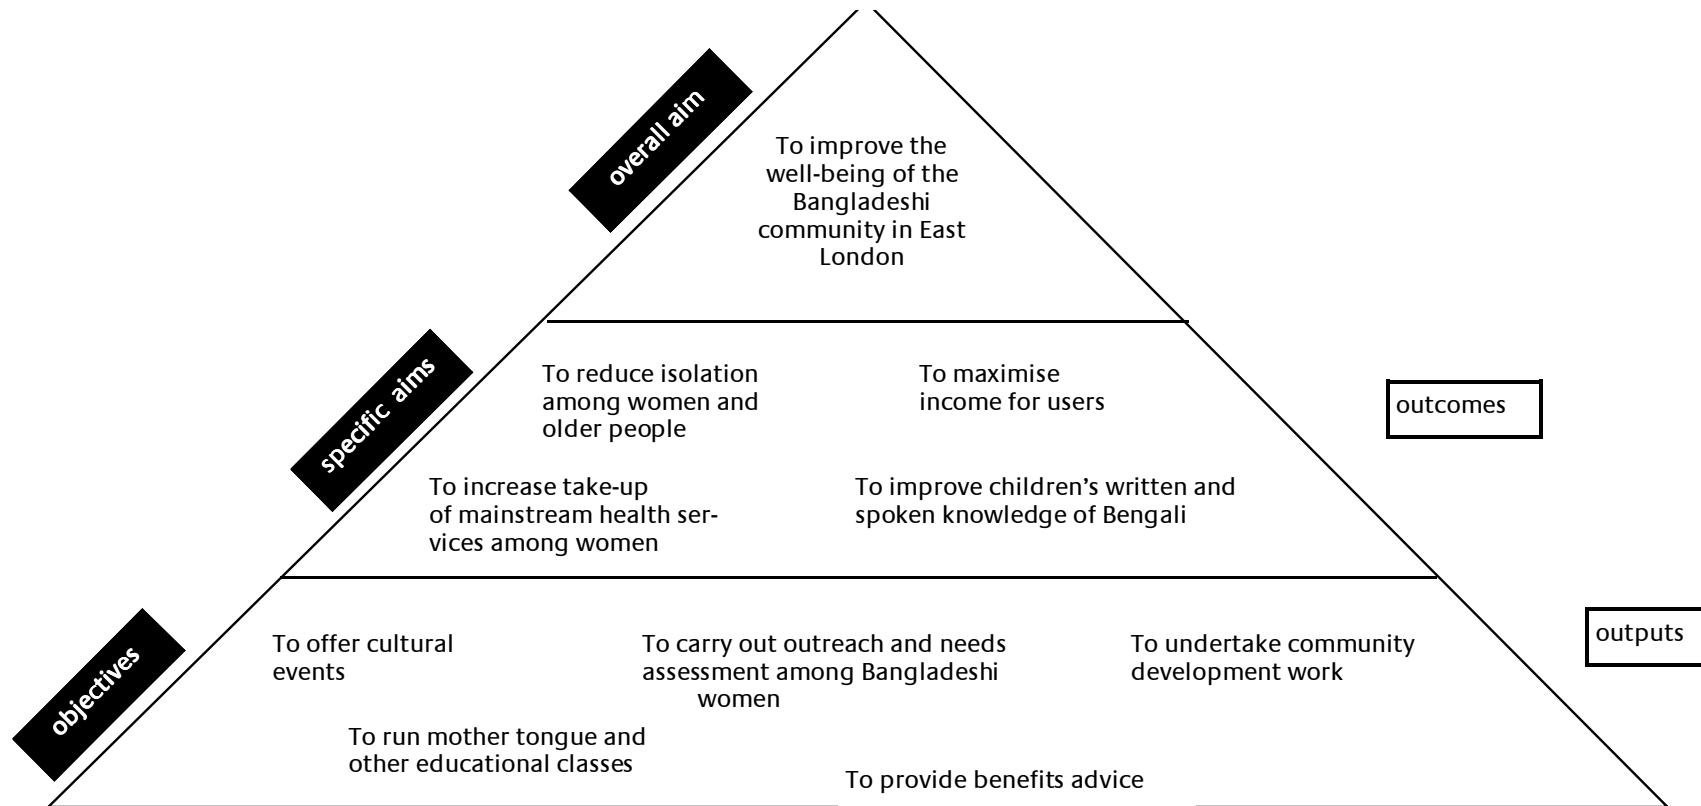 overall aim
To improve the
well-being of the
Bangladeshi
community in East
London
specific aims
To reduce isolation
among women and
older people
To maximise
income for users
outcomes
To increase take-up
of mainstream health ser-
vices among women
To improve children’s written and
spoken knowledge of Bengali
objectives
To offer cultural
events
To carry out outreach and needs
assessment among Bangladeshi
women
To undertake community
development work
outputs
To run mother tongue and
other educational classes
To provide benefits advice